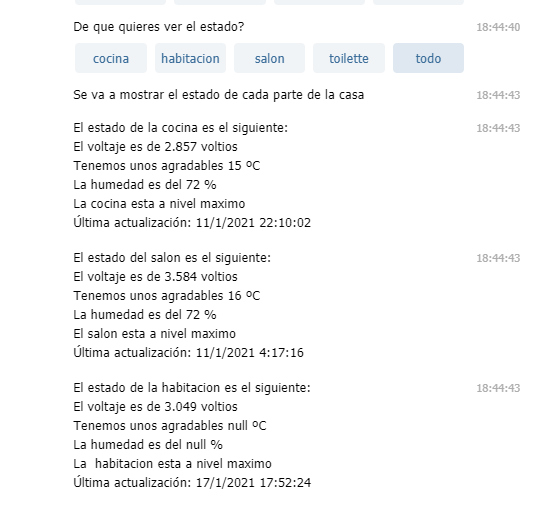 De que quieres ver el estado? 18:44:40
cocina habitacion salon toilette todo
Se va a mostrar el estado de cada parte de la casa 18:44:43
El estado de la cocina es el siguiente: 18:44:43
El voltaje es de 2.857 voltios
Tenemos unos agradables 15 ºC
La humedad es del 72 %
La cocina esta a nivel maximo
Última actualización: 11/1/2021 22:10:02
El estado del salon es el siguiente: 18:44:43
El voltaje es de 3.584 voltios
Tenemos unos agradables 16 ºC
La humedad es del 72 %
El salon esta a nivel maximo
Última actualización: 11/1/2021 4:17:16
El estado de la habitacion es el siguiente: 18:44:43
El voltaje es de 3.049 voltios
Tenemos unos agradables null ºC
La humedad es del null %
La  habitacion esta a nivel maximo
Última actualización: 17/1/2021 17:52:24